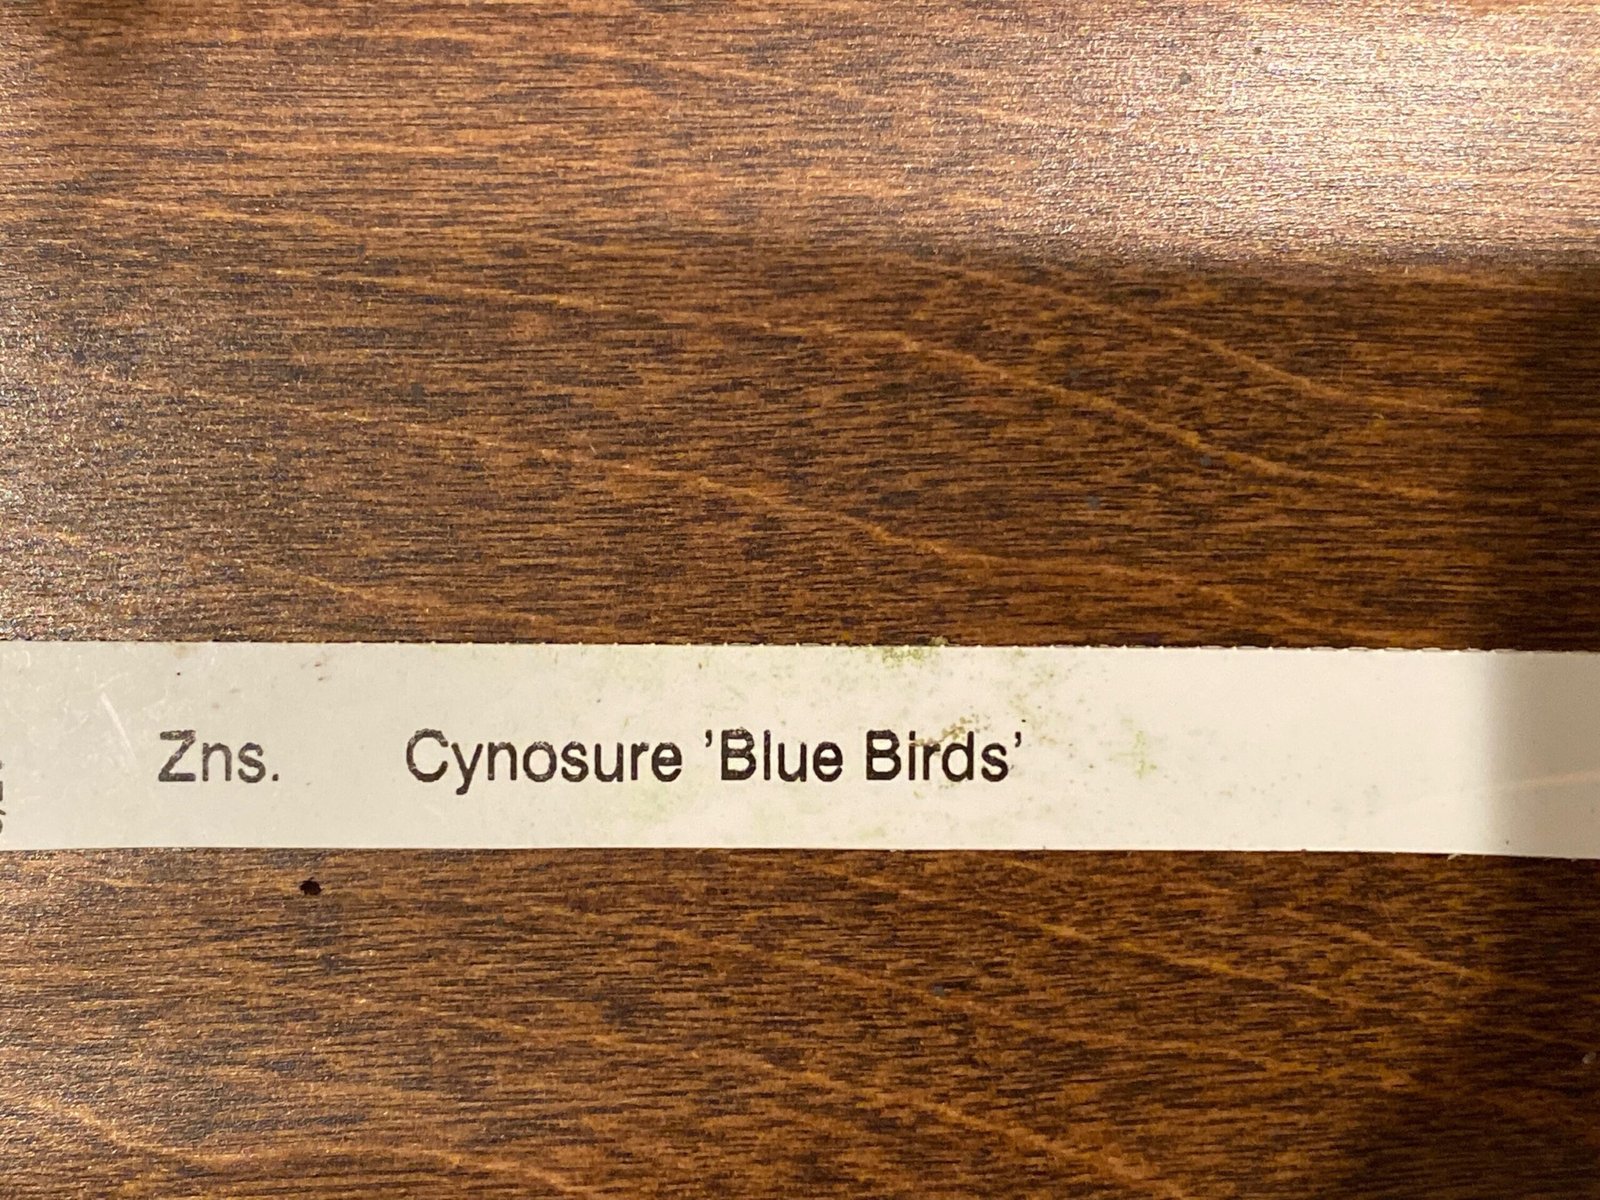 Zns. Cynosure 'Blue Birds'